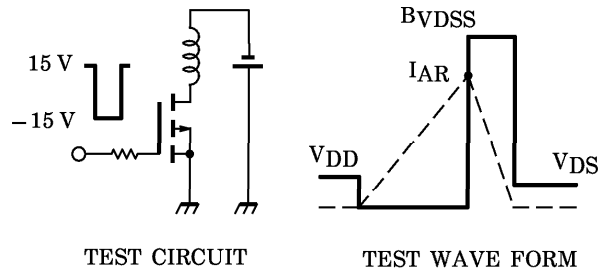 15 V
−15 V
TEST CIRCUIT
BVDSS
IAR
VDD
VDS
TEST WAVE FORM